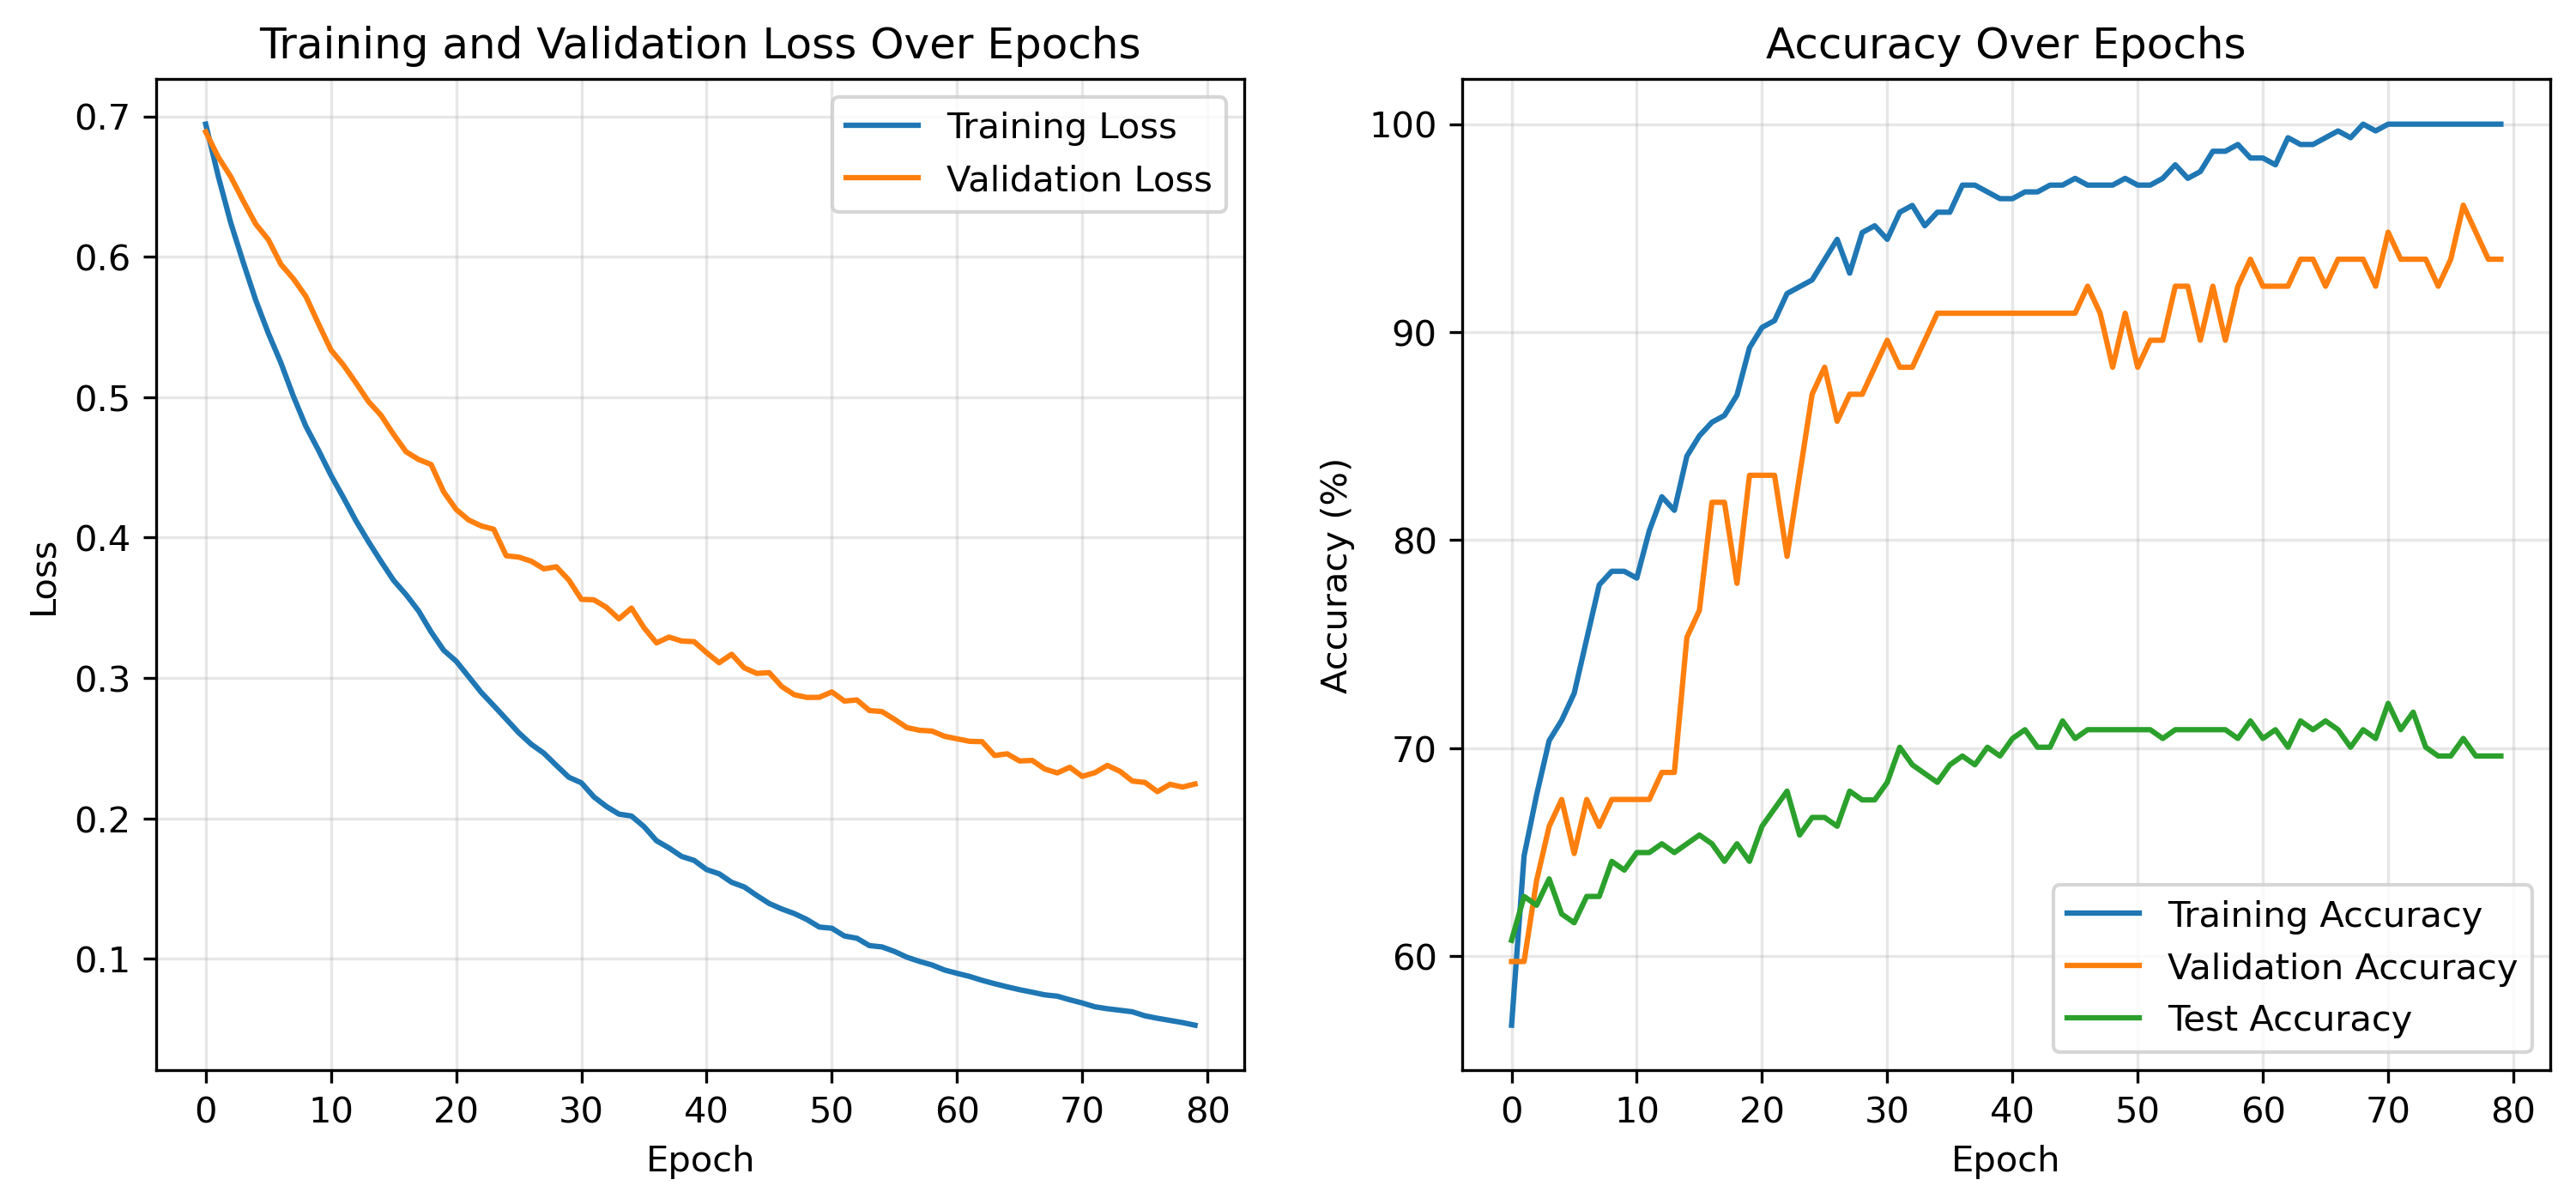 Training and Validation Loss Over Epochs
0.7
0.6
0.5
0.4
0.3
0.2
0.1
Loss
0 10 20 30 40 50 60 70 80
Epoch
Training Loss
Validation Loss
Accuracy Over Epochs
100
90
80
70
60
Accuracy (%)
0 10 20 30 40 50 60 70 80
Epoch
Training Accuracy
Validation Accuracy
Test Accuracy